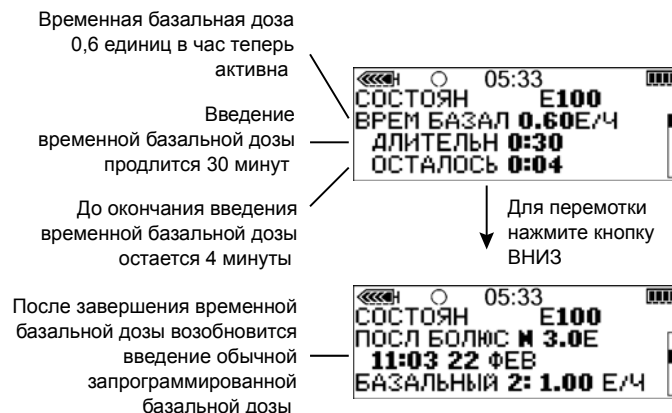 Временная базальная доза
0,6 единиц в час теперь
активна
Введение
временной базальной дозы
продлится 30 минут
До окончания введения
временной базальной дозы
остается 4 минуты
05:33
СОСТОЯН E100
ВРЕМ БАЗАЛ 0.60Е/Ч
ДЛИТЕЛЬН 0:30
ОСТАЛОСЬ 0:04
Для перемотки
нажмите кнопку
ВНИЗ
После завершения временной
базальной дозы возобновится
введение обычной
запрограммированной
базальной дозы
05:33
СОСТОЯН E100
ПОСЛ БОЛЮС N 3.0Е
11:03 22 ФЕВ
БАЗАЛЬНЫЙ 2: 1.00 Е/Ч